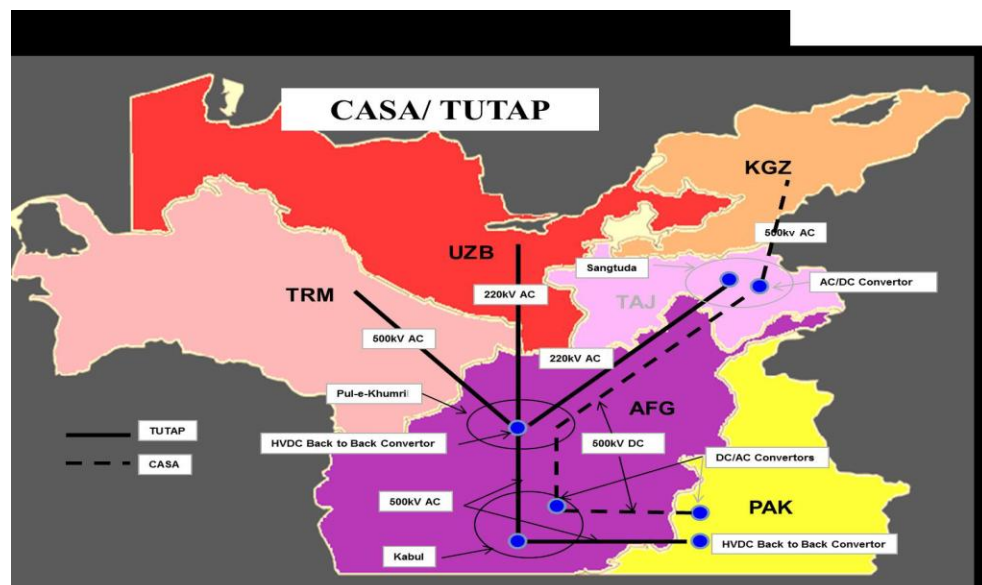 CASA/ TUTAP
KGZ
500kv AC
Sangtuda
UZB
AC/DC Convertor
TRM
220kV AC
TAJ
500kV AC
220kV AC
Pul-e-Khumri
AFG
TUTAP
HVDC Back to Back Convertor
500kV DC
DC/AC Convertors
CASA
500kV AC
PAK
HVDC Back to Back Convertor
Kabul